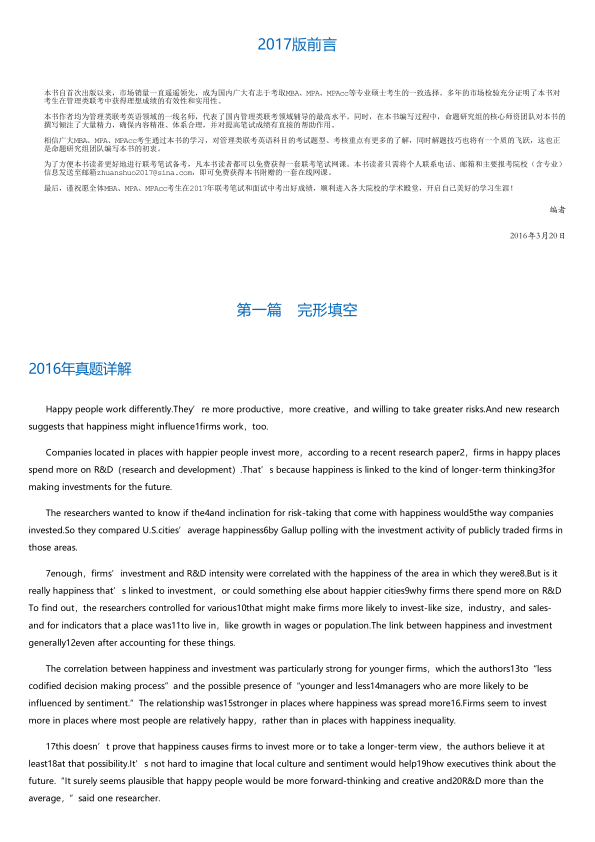 2017版前言
本书自首次出版以来，市场销量一直遥遥领先，成为国内广大有志于考取MBA、MPA、MPAcc等专业硕士考生的一致选择。多年的市场检验充分证明了本书对
考生在管理类联考中获得理想成绩的有效性和实用性。
本书作者均为管理类联考英语领域的一线名师，代表了国内管理类联考领域辅导的最高水平。同时，在本书编写过程中，命题研究组的核心师资团队对本书的
撰写倾注了大量精力，确保内容精准、体系合理，并对提高笔试成绩有直接的帮助作用。
相信广大MBA、MPA、MPAcc考生通过本书的学习，对管理类联考英语科目的考试题型、考核重点有更多的了解，同时解题技巧也将有一个质的飞跃，这也正
是命题研究组团队编写本书的初衷。
为了方便本书读者更好地进行联考笔试备考，凡本书读者都可以免费获得一套联考笔试网课。本书读者只需将个人联系电话、邮箱和主要报考院校（含专业）
信息发送至邮箱zhuanshuo2017@sina.com，即可免费获得本书附赠的一套在线网课。
最后，谨祝愿全体MBA、MPA、MPAcc考生在2017年联考笔试和面试中考出好成绩，顺利进入各大院校的学术殿堂，开启自己美好的学习生涯！
编者
2016年3月20日
第一篇　完形填空
2016年真题详解
Happy people work differently.They’re more productive，more creative，and willing to take greater risks.And new research
suggests that happiness might influence1firms work，too.
Companies located in places with happier people invest more，according to a recent research paper2，firms in happy places
spend more on R&D（research and development）.That’s because happiness is linked to the kind of longer-term thinking3for
making investments for the future.
The researchers wanted to know if the4and inclination for risk-taking that come with happiness would5the way companies
invested.So they compared U.S.cities’average happiness6by Gallup polling with the investment activity of publicly traded firms in
those areas.
7enough，firms’investment and R&D intensity were correlated with the happiness of the area in which they were8.But is it
really happiness that’s linked to investment，or could something else about happier cities9why firms there spend more on R&D
To find out，the researchers controlled for various10that might make firms more likely to invest-like size，industry，and sales-
and for indicators that a place was11to live in，like growth in wages or population.The link between happiness and investment
generally12even after accounting for these things.
The correlation between happiness and investment was particularly strong for younger firms，which the authors13to“less
codified decision making process”and the possible presence of“younger and less14managers who are more likely to be
influenced by sentiment.”The relationship was15stronger in places where happiness was spread more16.Firms seem to invest
more in places where most people are relatively happy，rather than in places with happiness inequality.
17this doesn’t prove that happiness causes firms to invest more or to take a longer-term view，the authors believe it at
least18at that possibility.It’s not hard to imagine that local culture and sentiment would help19how executives think about the
future.“It surely seems plausible that happy people would be more forward-thinking and creative and20R&D more than the
average，”said one researcher.